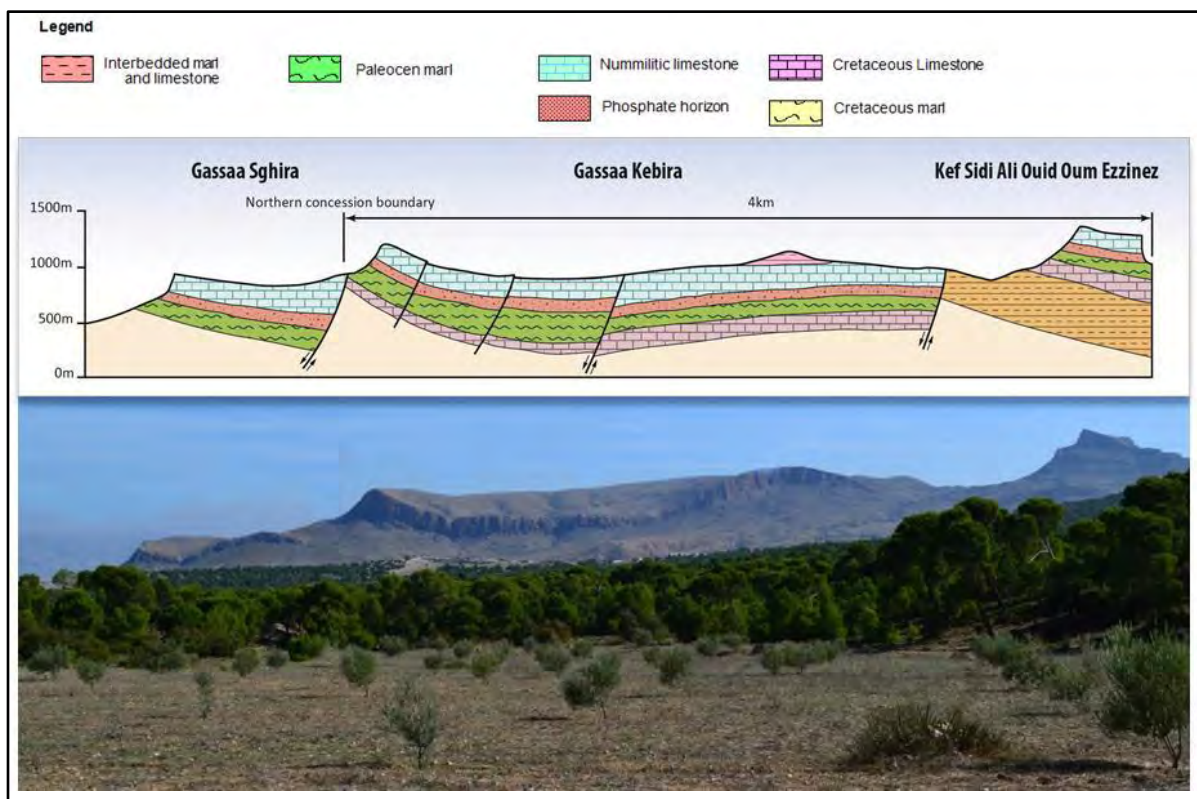 Legend
Interbedded marl
and limestone
Paleocen marl
Nummilitic limestone
Cretaceous Limestone
Phosphate horizon
Cretaceous marl
Gassaa Sghira
Gassaa Kebira
Kef Sidi Ali Ouid Oum Ezzinez
1500m
Northern concession boundary
4km
1000m
500m
0m